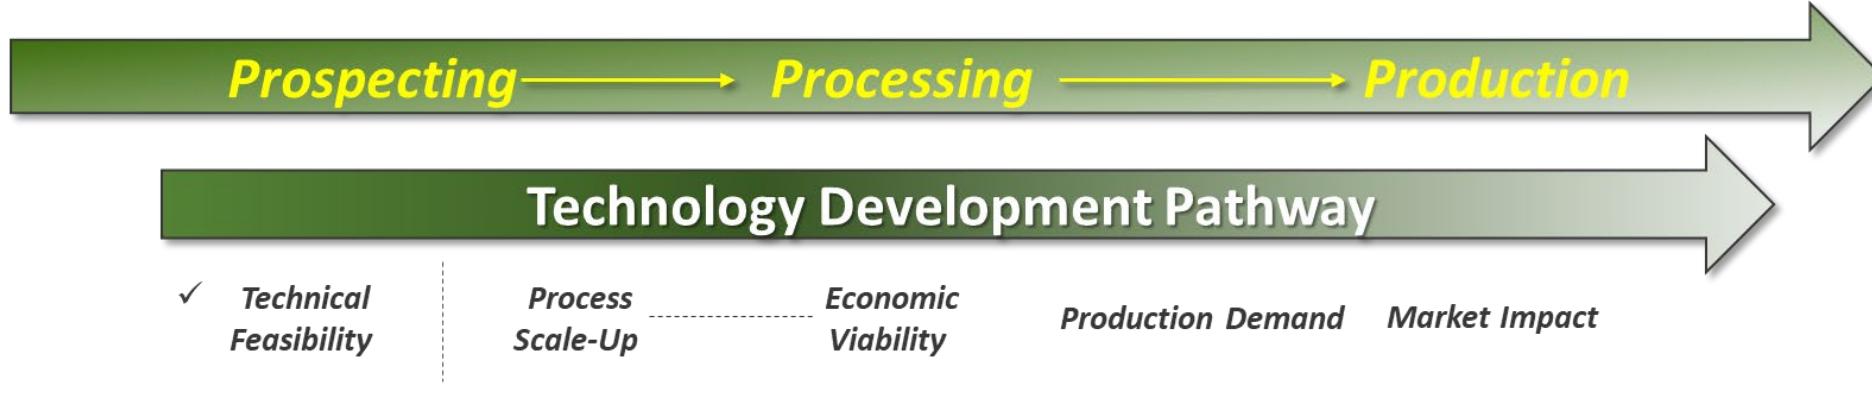 Prospecting Processing Production
Technology Development Pathway
✓ Technical Feasibility
Process Scale-Up
Economic Viability
Production Demand
Market Impact